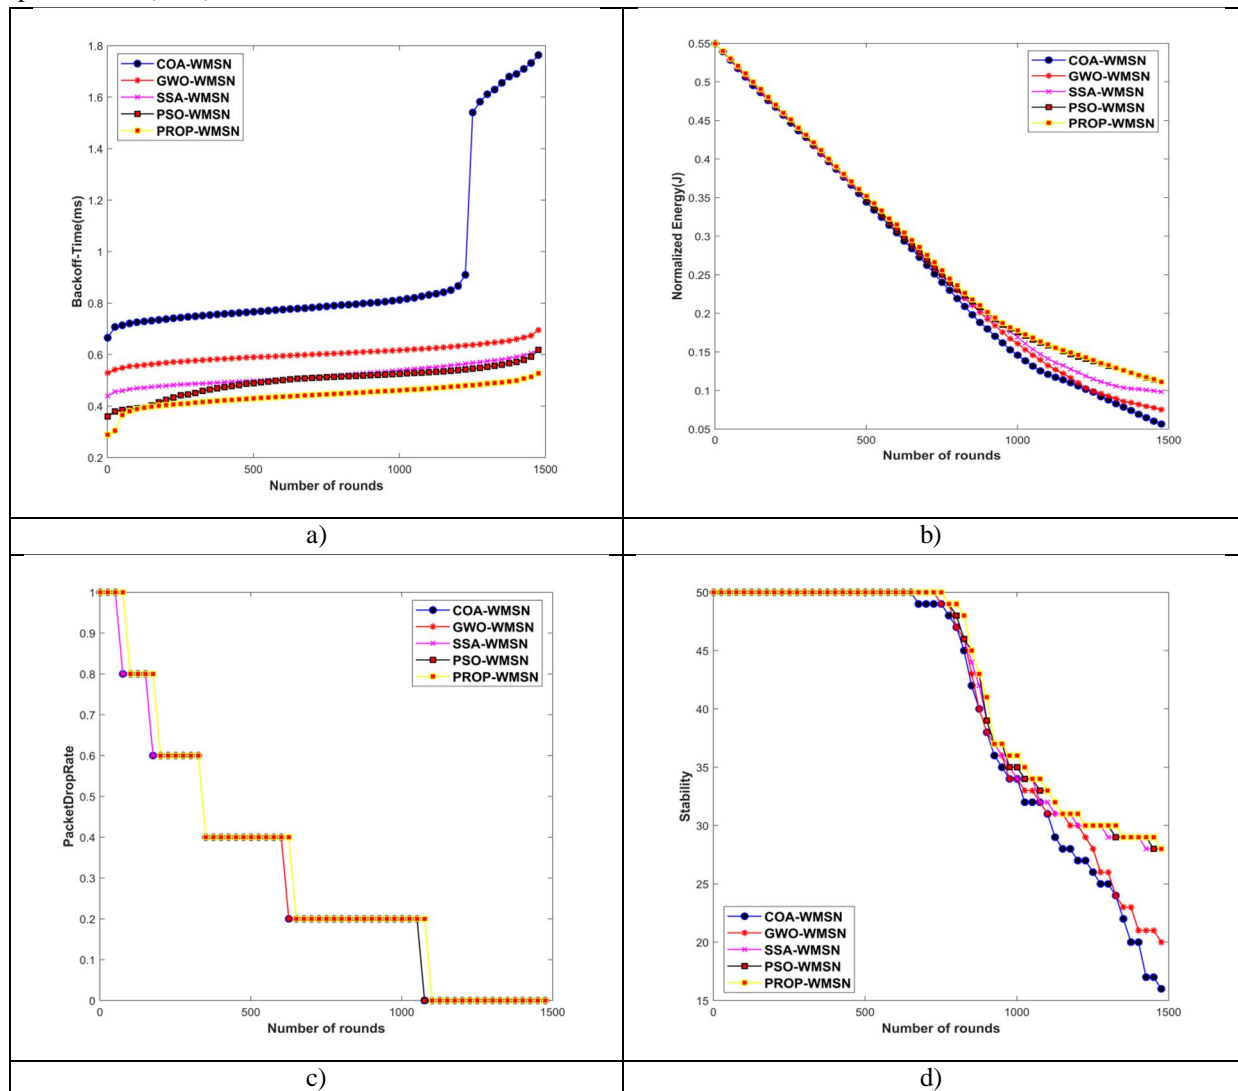 COA-WMSN
GWO-WMSN
SSA-WMSN
PSO-WMSN
PROP-WMSN
1.8
1.6
1.4
1.2
1
0.8
0.6
0.4
0.2
0
500
1000
1500
Backoff-Time(ms)
Number of rounds
COA-WMSN
GWO-WMSN
SSA-WMSN
PSO-WMSN
PROP-WMSN
0.55
0.5
0.45
0.4
0.35
0.3
0.25
0.2
0.15
0.1
0.05
0
500
1000
1500
Normalized Energy(J)
Number of rounds
a)
b)
COA-WMSN
GWO-WMSN
SSA-WMSN
PSO-WMSN
PROP-WMSN
1
0.9
0.8
0.7
0.6
0.5
0.4
0.3
0.2
0.1
0
0
500
1000
1500
PacketDropRate
Number of rounds
50
45
40
35
30
25
20
15
COA-WMSN
GWO-WMSN
SSA-WMSN
PSO-WMSN
PROP-WMSN
0
500
1000
1500
Stability
Number of rounds
c)
d)